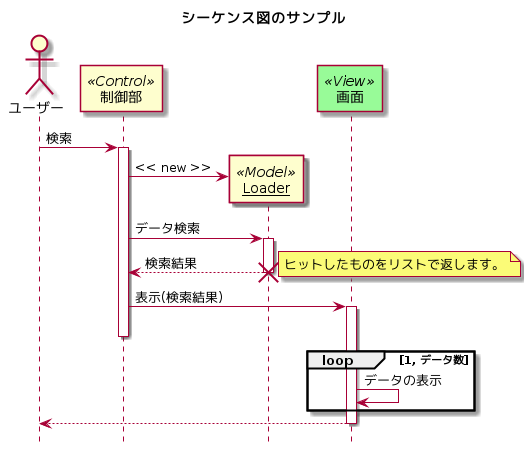 シーケンス図のサンプル
ユーザー
«Control»
制御部
«View»
画面
検索
<< new >>
«Model»
Loader
データ検索
検索結果
ヒットしたものをリストで返します。
表示(検索結果)
loop
[1, データ数]
データの表示